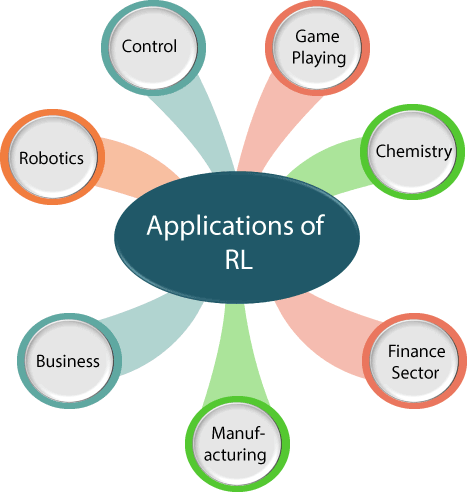 Control
Game
Playing
Robotics
Chemistry
Applications of
RL
Business
Finance
Sector
Manuf-
acturing